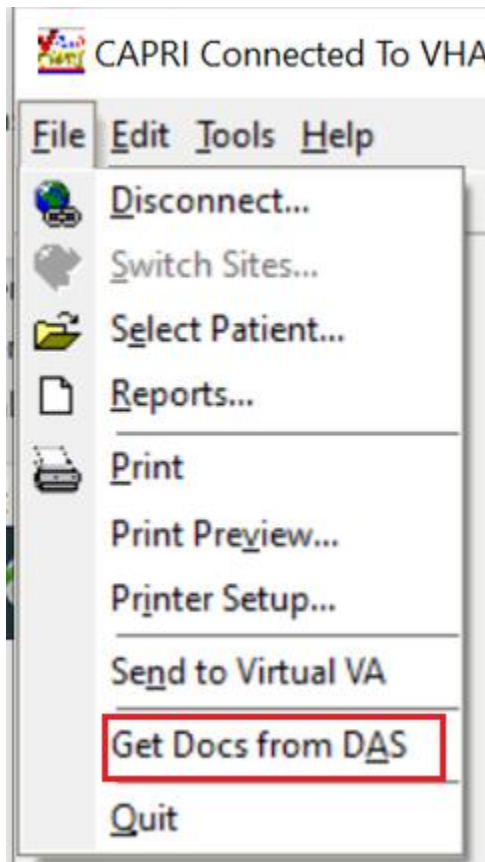 CAPRI Connected To VHA
File Edit Tools Help
Disconnect...
Switch Sites...
Select Patient...
Reports...
Print
Print Preview...
Printer Setup...
Send to Virtual VA
Get Docs from DAS
Quit